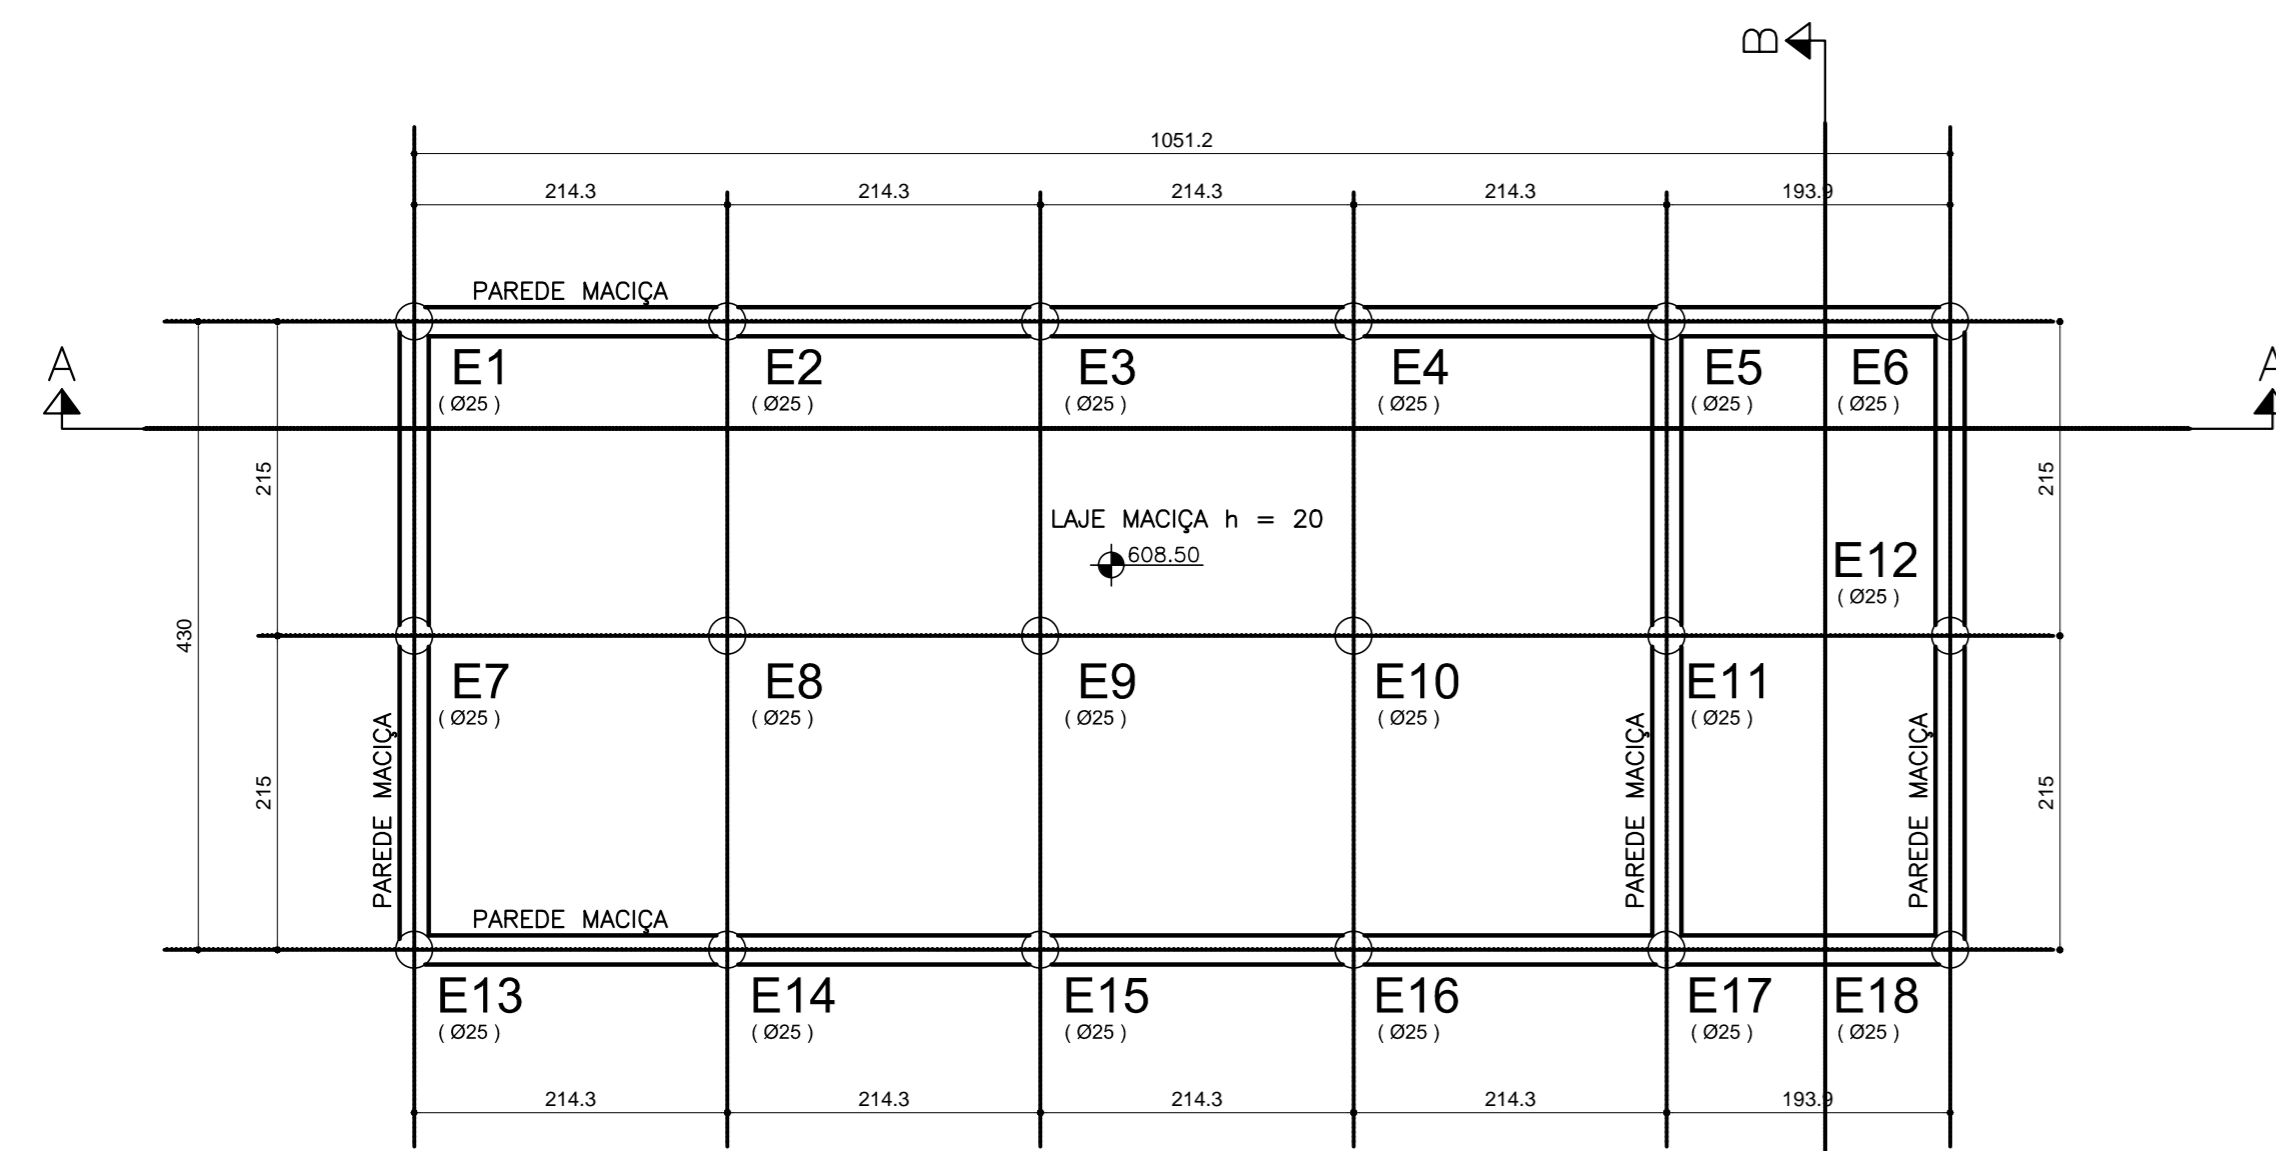 B
1051.2
214.3 214.3 214.3 214.3 193.9
PAREDE MACIÇA
A A
E1 E2 E3 E4 E5 E6
( Ø25 ) ( Ø25 ) ( Ø25 ) ( Ø25 ) ( Ø25 ) ( Ø25 )
215 215
LAJE MACIÇA h = 20
608.50
E12
( Ø25 )
430
E7 E8 E9 E10 E11
( Ø25 ) ( Ø25 ) ( Ø25 ) ( Ø25 ) ( Ø25 )
215 215
PAREDE MACIÇA PAREDE MACIÇA PAREDE MACIÇA
PAREDE MACIÇA
E13 E14 E15 E16 E17 E18
( Ø25 ) ( Ø25 ) ( Ø25 ) ( Ø25 ) ( Ø25 ) ( Ø25 )
214.3 214.3 214.3 214.3 193.9